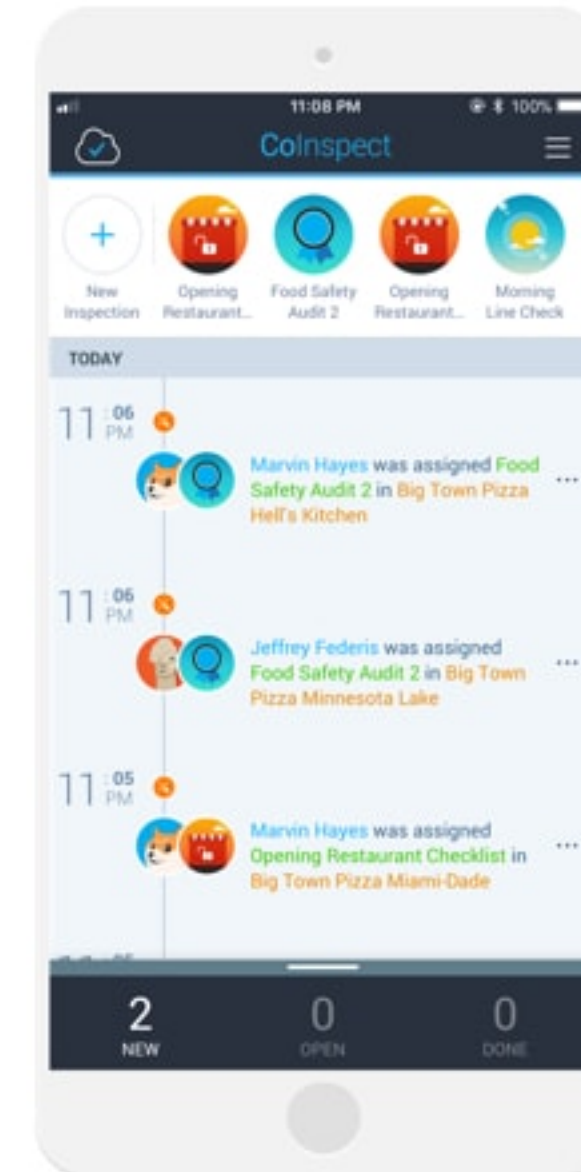 11:08 PM
100%
CoInspect
New
Inspection
Opening
Restaurant...
Food Safety
Audit 2
Opening
Restaurant...
Morning
Line Check
TODAY
11:06
PM
Marvin Hayes was assigned Food
Safety Audit 2 in Big Town Pizza
Hell's Kitchen
11:06
PM
Jeffrey Federis was assigned
Food Safety Audit 2 in Big Town
Pizza Minnesota Lake
11:05
PM
Marvin Hayes was assigned
Opening Restaurant Checklist in
Big Town Pizza Miami-Dade
2
NEW
0
OPEN
0
DONE